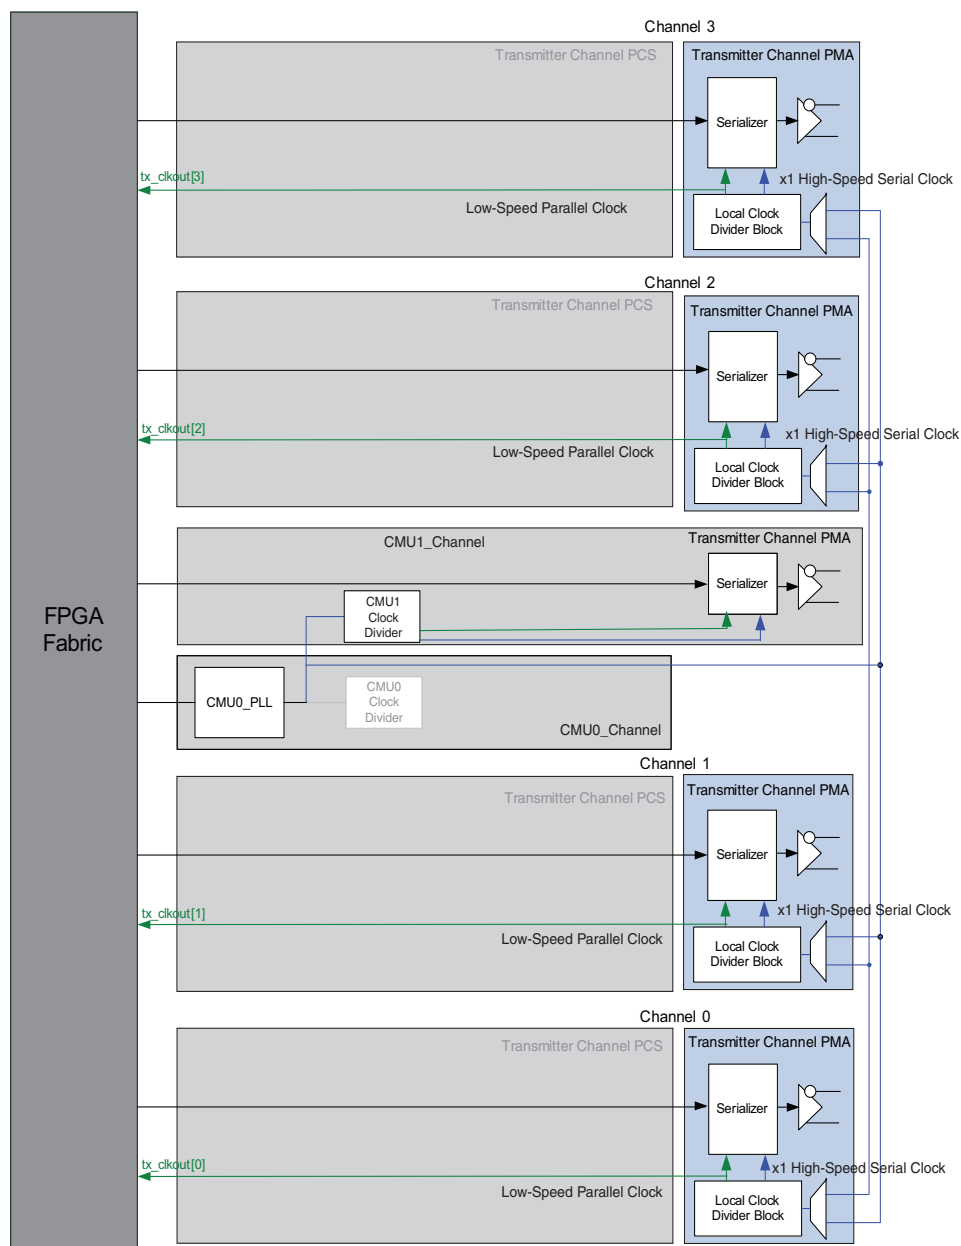 Channel 3
Transmitter Channel PCS
Transmitter Channel PMA
Serializer
tx_clkout[3]
x1 High-Speed Serial Clock
Low-Speed Parallel Clock
Local Clock
Divider Block
Channel 2
Transmitter Channel PCS
Transmitter Channel PMA
Serializer
tx_clkout[2]
x1 High-Speed Serial Clock
Low-Speed Parallel Clock
Local Clock
Divider Block
CMU1_Channel
Transmitter Channel PMA
Serializer
CMU1
Clock
Divider
FPGA
Fabric
CMU0_PLL
CMU0
Clock
Divider
CMU0_Channel
Channel 1
Transmitter Channel PCS
Transmitter Channel PMA
Serializer
tx_clkout[1]
x1 High-Speed Serial Clock
Low-Speed Parallel Clock
Local Clock
Divider Block
Channel 0
Transmitter Channel PCS
Transmitter Channel PMA
Serializer
tx_clkout[0]
x1 High-Speed Serial Clock
Low-Speed Parallel Clock
Local Clock
Divider Block